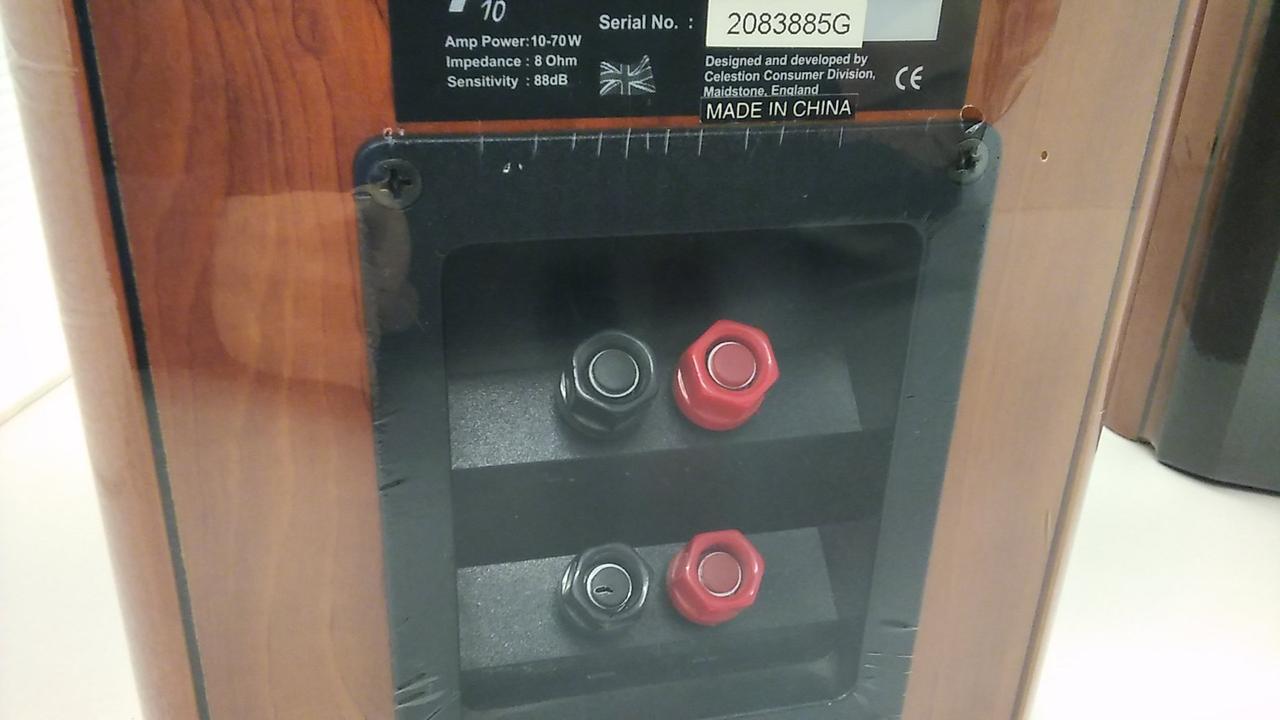 10
Serial No. : 2083885G
Amp Power:10-70W
Impedance : 8 Ohm
Sensitivity : 88dB
Designed and developed by
Celestion Consumer Division,
Maidstone, England
CE
MADE IN CHINA